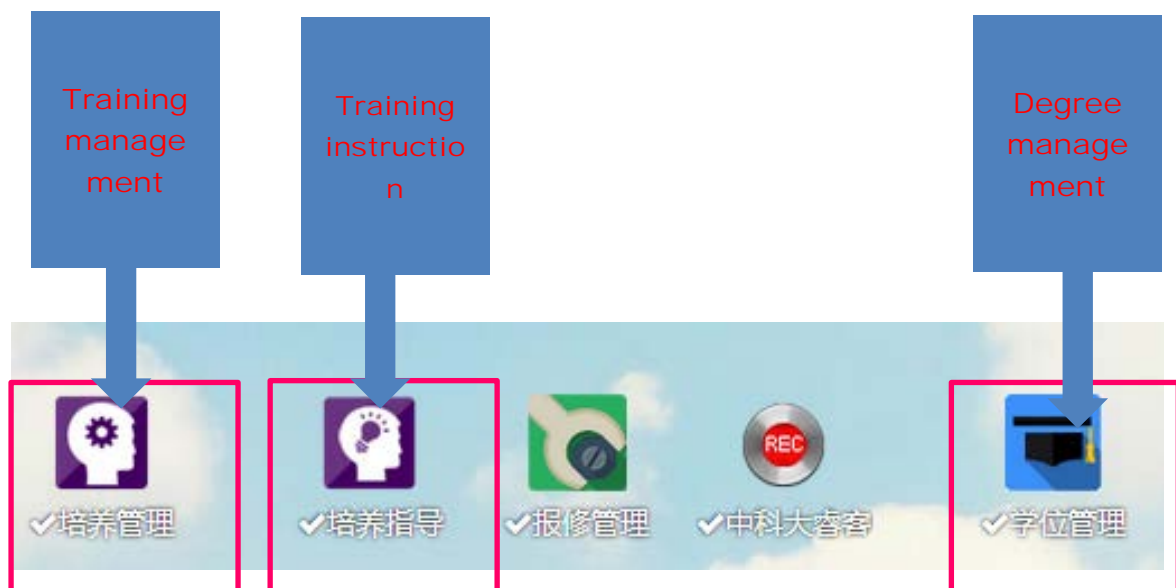 Training
manage
ment
Training
instructio
n
Degree
manage
ment
REC
✓培养管理
✓培养指导
✓报修管理
✓中科大睿客
✓学位管理